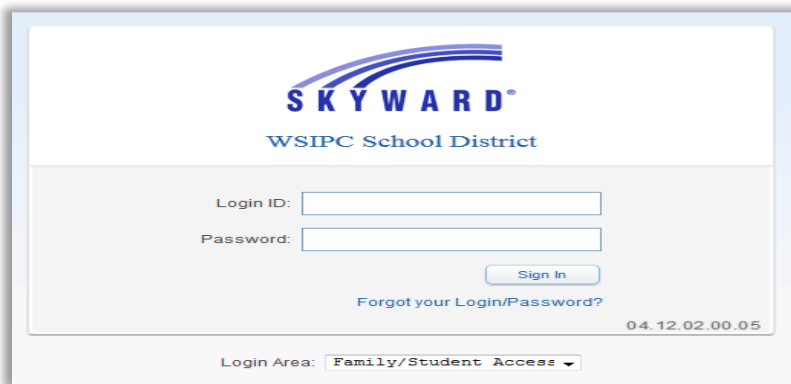 SKYWARD®
WSIPC School District
Login ID:
Password:
Sign In
Forgot your Login/Password?
04.12.02.00.05
Login Area: Family/Student Access